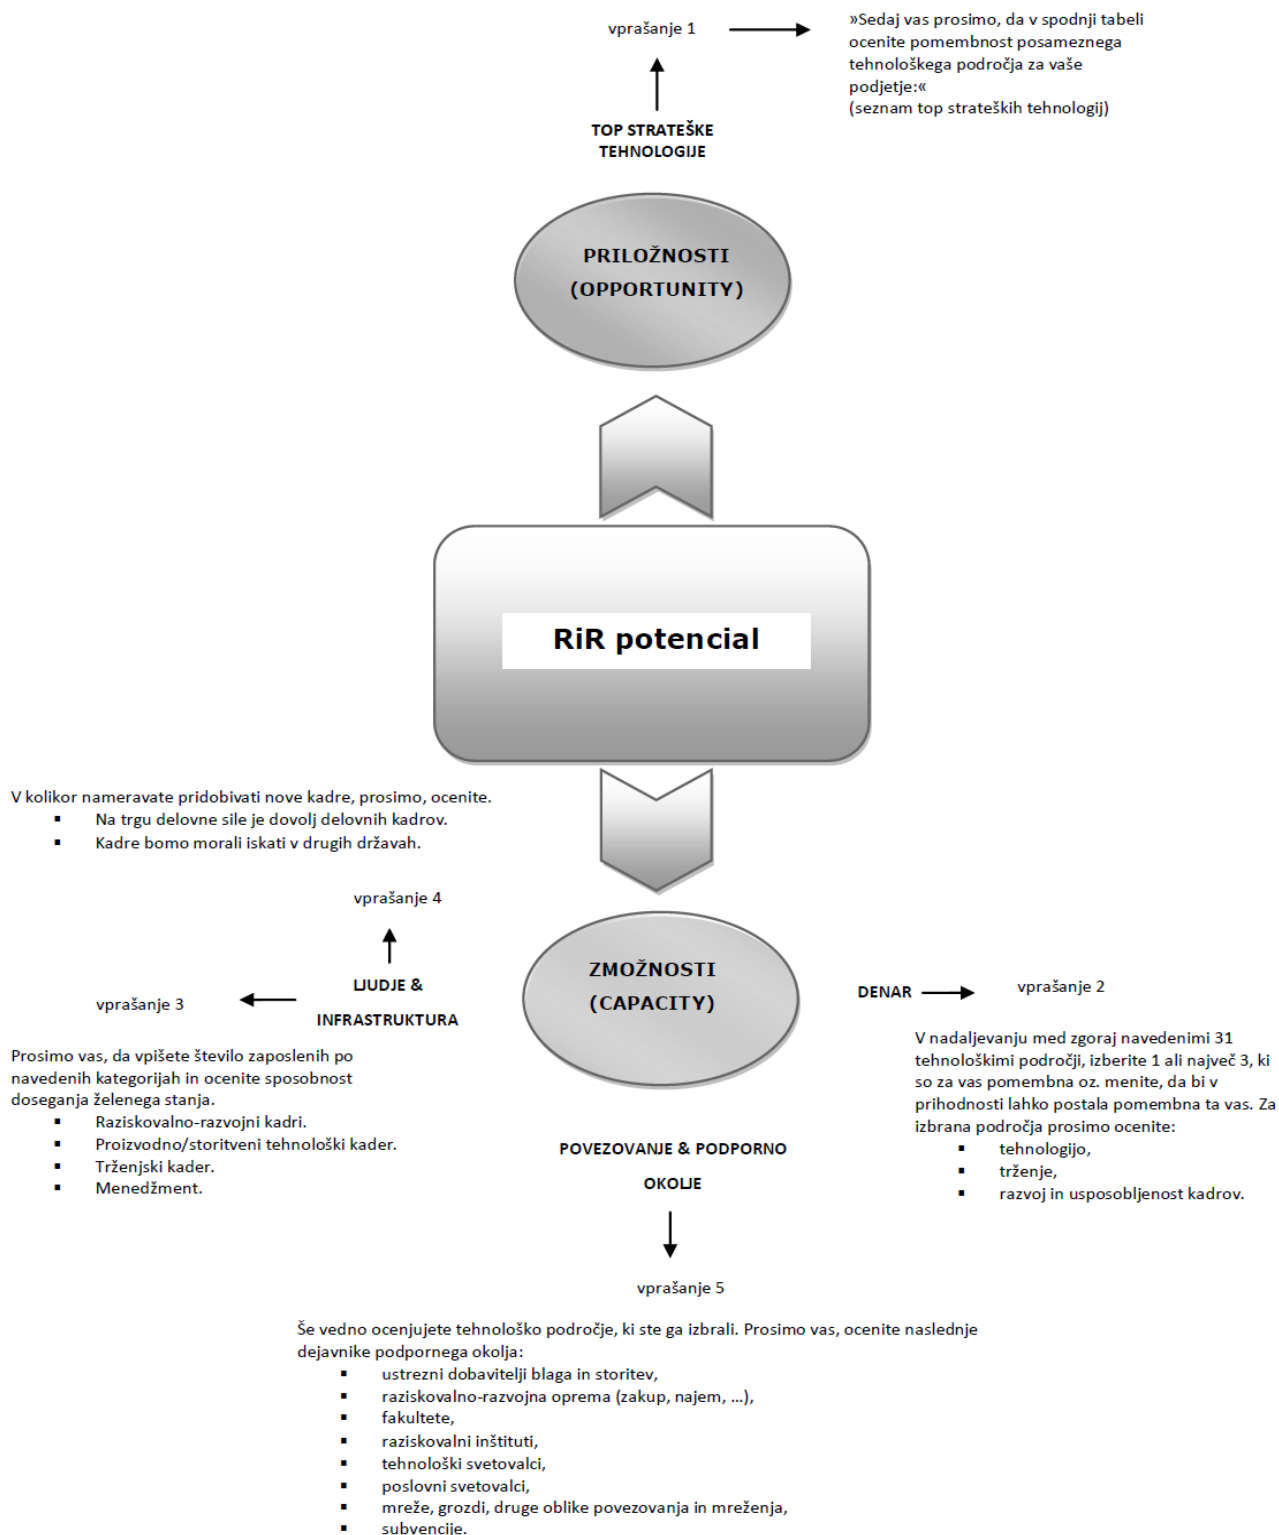 vprašanje 1
»Sedaj vas prosimo, da v spodnji tabeli
ocenite pomembnost posameznega
tehnološkega področja za vaše
podjetje:«
(seznam top strateških tehnologij)
TOP STRATEŠKE
TEHNOLOGIJE
PRILOŽNOSTI
(OPPORTUNITY)
RiR potencial
V kolikor nameravate pridobivati nove kadre, prosimo, ocenite.
▪ Na trgu delovne sile je dovolj delovnih kadrov.
▪ Kadre bomo morali iskati v drugih državah.
vprašanje 4
LJUDJE &
INFRASTRUKTURA
vprašanje 3
Prosimo vas, da vpišete število zaposlenih po
navedenih kategorijah in ocenite sposobnost
doseganja želenega stanja.
▪ Raziskovalno-razvojni kadri.
▪ Proizvodno/storitveni tehnološki kader.
▪ Trženjski kader.
▪ Menedžment.
ZMOŽNOSTI
(CAPACITY)
DENAR
vprašanje 2
V nadaljevanju med zgoraj navedenimi 31
tehnološkimi področji, izberite 1 ali največ 3, ki
so za vas pomembna oz. menite, da bi v
prihodnosti lahko postala pomembna ta vas. Za
izbrana področja prosimo ocenite:
▪ tehnologijo,
▪ trženje,
▪ razvoj in usposobljenost kadrov.
POVEZOVANJE & PODPORNO
OKOLJE
vprašanje 5
Še vedno ocenjujete tehnološko področje, ki ste ga izbrali. Prosimo vas, ocenite naslednje
dejavnike podpornega okolja:
▪ ustrezni dobavitelji blaga in storitev,
▪ raziskovalno-razvojna oprema (zakup, najem, …),
▪ fakultete,
▪ raziskovalni inštituti,
▪ tehnološki svetovalci,
▪ poslovni svetovalci,
▪ mreže, grozdi, druge oblike povezovanja in mreženja,
▪ subvencije.